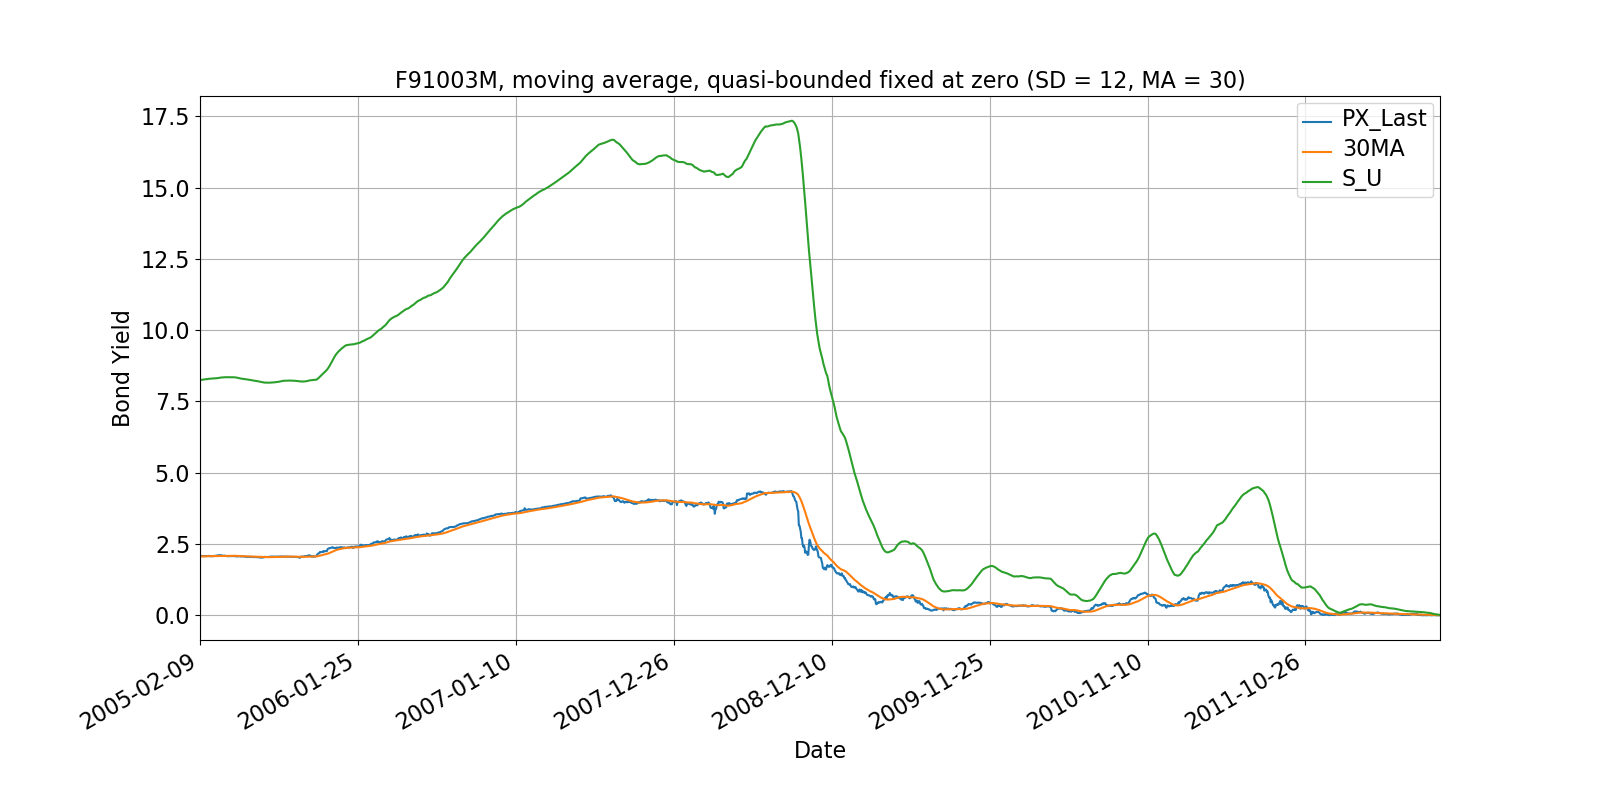 F91003M, moving average, quasi-bounded fixed at zero (SD = 12, MA = 30)
PX_Last
30MA
S_U
17.5
15.0
12.5
10.0
7.5
5.0
2.5
0.0
Bond Yield
2005-02-09
2006-01-25
2007-01-10
2007-12-26
2008-12-10
2009-11-25
2010-11-10
2011-10-26
Date